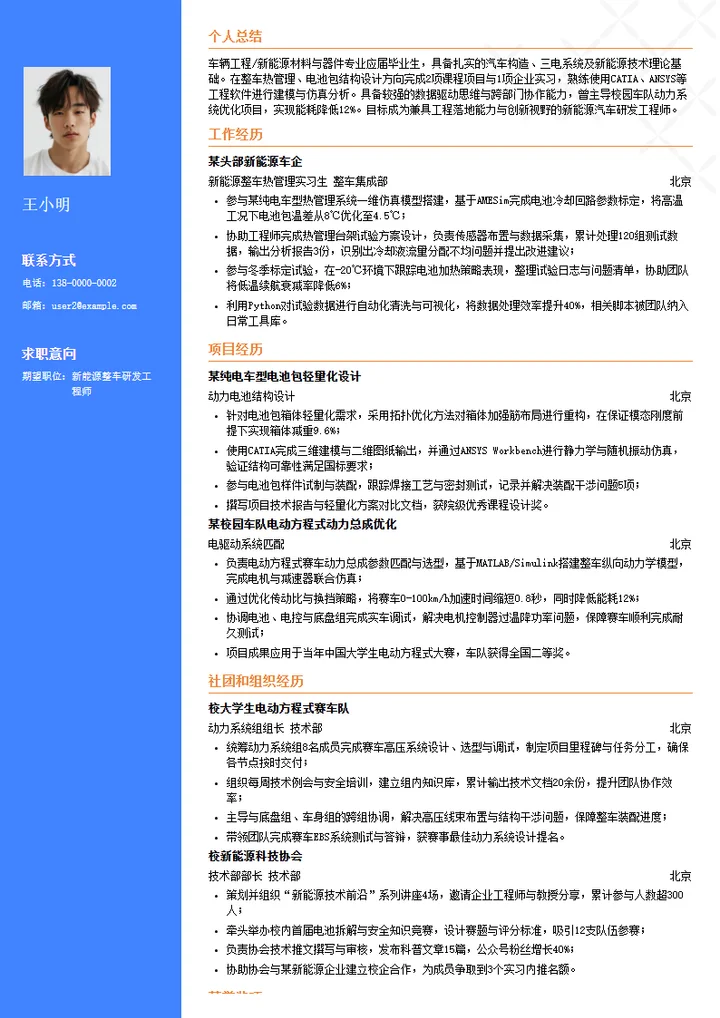 王小明
联系方式
电话：138-0000-0002
邮箱：user2@example.com
求职意向
期望职位：新能源整车研发工
程师
个人总结
车辆工程/新能源材料与器件专业应届毕业生，具备扎实的汽车构造、三电系统及新能源技术理论基
础。在整车热管理、电池包结构设计方向完成2项课程项目与1项企业实习，熟练使用CATIA、ANSYS等
工程软件进行建模与仿真分析。具备较强的数据驱动思维与跨部门协作能力，曾主导校园车队动力系
统优化项目，实现能耗降低12%。目标成为兼具工程落地能力与创新视野的新能源汽车研发工程师。
工作经历
某头部新能源车企
新能源整车热管理实习生 整车集成部 北京
• 参与某纯电车型热管理系统一维仿真模型搭建，基于AMESim完成电池冷却回路参数标定，将高温
工况下电池包温差从8℃优化至4.5℃；
• 协助工程师完成热管理台架试验方案设计，负责传感器布置与数据采集，累计处理120组测试数
据，输出分析报告3份，识别出冷却液流量分配不均问题并提出改进建议；
• 参与冬季标定试验，在-20℃环境下跟踪电池加热策略表现，整理试验日志与问题清单，协助团队
将低温续航衰减率降低6%；
• 利用Python对试验数据进行自动化清洗与可视化，将数据处理效率提升40%，相关脚本被团队纳入
日常工具库。
项目经历
某纯电车型电池包轻量化设计
动力电池结构设计 北京
• 针对电池包箱体轻量化需求，采用拓扑优化方法对箱体加强筋布局进行重构，在保证模态刚度前
提下实现箱体减重9.6%；
• 使用CATIA完成三维建模与二维图纸输出，并通过ANSYS Workbench进行静力学与随机振动仿真，
验证结构可靠性满足国标要求；
• 参与电池包样件试制与装配，跟踪焊接工艺与密封测试，记录并解决装配干涉问题5项；
• 撰写项目技术报告与轻量化方案对比文档，获院级优秀课程设计奖。
某校园车队电动方程式动力总成优化
电驱动系统匹配 北京
• 负责电动方程式赛车动力总成参数匹配与选型，基于MATLAB/Simulink搭建整车纵向动力学模型，
完成电机与减速器联合仿真；
• 通过优化传动比与换挡策略，将赛车0-100km/h加速时间缩短0.8秒，同时降低能耗12%；
• 协调电池、电控与底盘组完成实车调试，解决电机控制器过温降功率问题，保障赛车顺利完成耐
久测试；
• 项目成果应用于当年中国大学生电动方程式大赛，车队获得全国二等奖。
社团和组织经历
校大学生电动方程式赛车队
动力系统组组长 技术部 北京
• 统筹动力系统组8名成员完成赛车高压系统设计、选型与调试，制定项目里程碑与任务分工，确保
各节点按时交付；
• 组织每周技术例会与安全培训，建立组内知识库，累计输出技术文档20余份，提升团队协作效
率；
• 主导与底盘组、车身组的跨组协调，解决高压线束布置与结构干涉问题，保障整车装配进度；
• 带领团队完成赛车EBS系统测试与答辩，获赛事最佳动力系统设计提名。
校新能源科技协会
技术部部长 技术部 北京
• 策划并组织“新能源技术前沿”系列讲座4场，邀请企业工程师与教授分享，累计参与人数超300
人；
• 牵头举办校内首届电池拆解与安全知识竞赛，设计赛题与评分标准，吸引12支队伍参赛；
• 负责协会技术推文撰写与审核，发布科普文章15篇，公众号粉丝增长40%；
• 协助协会与某新能源企业建立校企合作，为成员争取到3个实习内推名额。